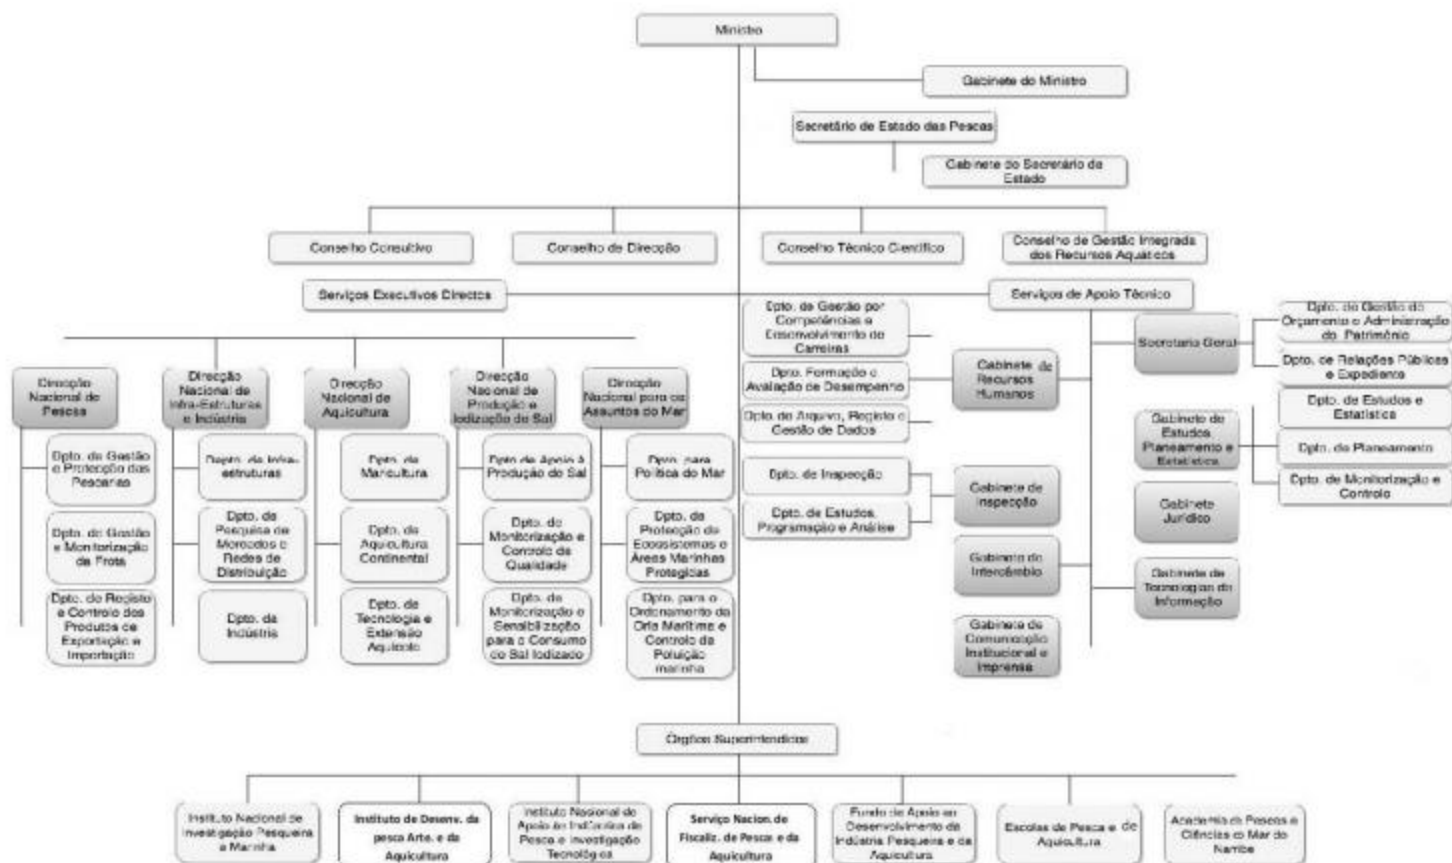 Ministro
Gabinete do Ministro
Secretário de Estado das Pescas
Gabinete do Secretário de
Estado
Conselho Consultivo
Conselho de Direcção
Conselho Técnico Científico
Conselho de Gestão Integrada
dos Recursos Aquáticos
Serviços Executivos Directos
Serviços de Apoio Técnico
Direcção
Nacional de
Pescas
Direcção
Nacional de
Infra-Estruturas
e Indústria
Direcção
Nacional
de Aquicultura
Direcção
Nacional
de Produção e
Iodização do Sal
Direcção
Nacional para os
Assuntos do Mar
Dpto. de Gestão
e Protecção das
Pescarias
Dpto. de Gestão
e Monitorização
da Frota
Dpto. de Registo
e Controlo dos
Produtos de
Exportação e
Importação
Depto. de Infra-
estruturas
Dpto. de
Pesquisa de
Mercados e
Redes de
Distribuição
Dpto. da
Indústria
Dpto. de
Maricultura
Dpto. de
Aquicultura
Continental
Dpto. de
Tecnologia e
Extensão
Aquícola
Dpto de Apoio à
Produção do Sal
Dpto. de
Monitorização e
Controlo de
Qualidade
Dpto. de
Monitorização e
Sensibilização
para o Consumo
do Sal Iodizado
Dpto. para
Política do Mar
Dpto. de
Protecção de
Ecossistemas e
Áreas Marinhas
Protegidas
Dpto. para o
Ordenamento da
Orla Marítima e
Controlo da
Poluição marinha
Dpto. de Gestão por
Competências e
Desenvolvimento de
Carreiras
Dpto. Formação e
Avaliação de Desempenho
Dpto. de Arquivo, Registo e
Gestão de Dados
Gabinete de
Recursos
Humanos
Dpto. de Inspecção
Dpto. de Estudos,
Programação e Análise
Gabinete de
Inspecção
Gabinete de
Intercâmbio
Gabinete de
Comunicação
Institucional e
Imprensa
Secretaria Geral
Dpto. de Gestão do
Orçamento e Administração
do Património
Dpto. de Relações Públicas
e Expediente
Gabinete de
Estudos,
Planeamento e
Estatística
Dpto. de Estudos e
Estatística
Dpto. de Planeamento
Dpto. de Monitorização e
Controlo
Gabinete
Jurídico
Gabinete de
Tecnologias de
Informação
Órgãos Superintendidos
Instituto Nacional de
Investigação Pesqueira
e Marinha
Instituto de Desenv. da
pesca Arte. e da
Aquicultura
Instituto Nacional de
Apoio às Indústrias de
Pesca e Investigação
Tecnológica
Serviço Nacion. de
Fiscaliz. de Pescas e da
Aquicultura
Fundo de Apoio ao
Desenvolvimento da
Indústria Pesqueira e da
Aquicultura
Escolas de Pesca e de
Aquicultura
Academia de Pescas e
Ciências do Mar do
Namibe